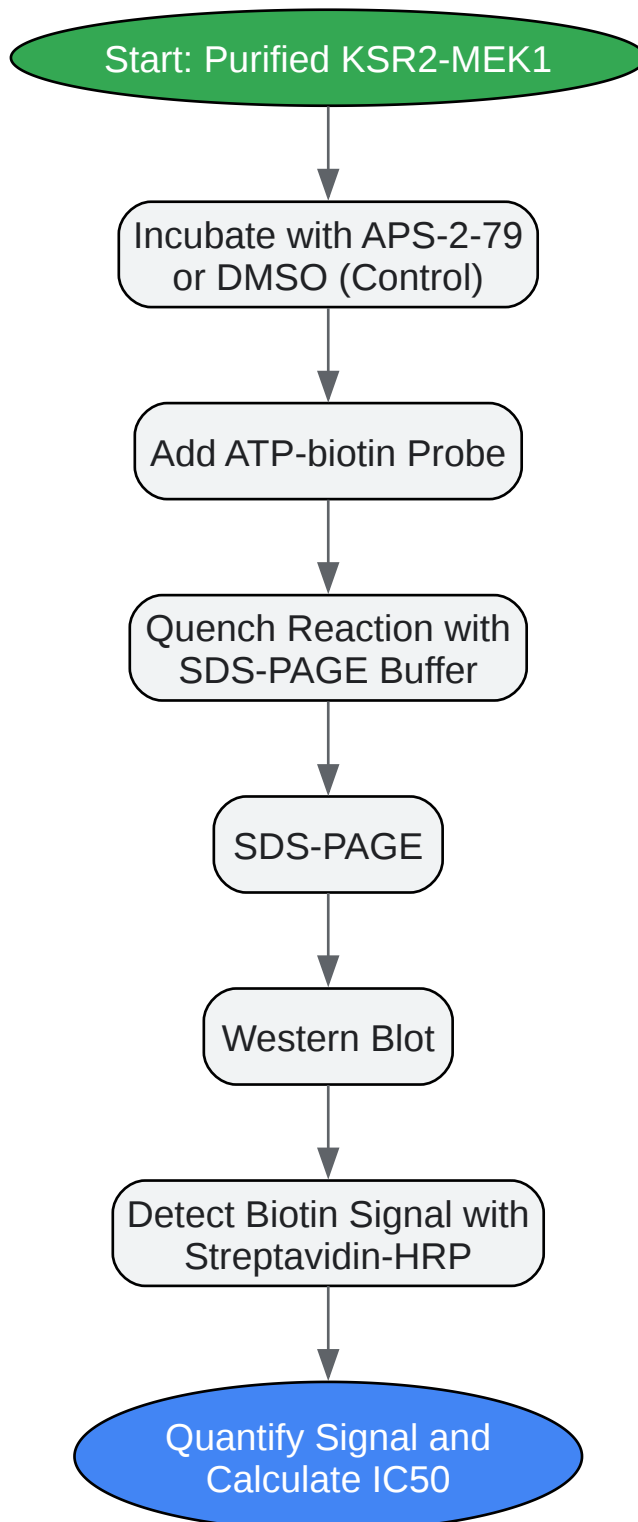 Start: Purified KSR2-MEK1
Incubate with APS-2-79
or DMSO (Control)
Add ATP-biotin Probe
Quench Reaction with
SDS-PAGE Buffer
SDS-PAGE
Western Blot
Detect Biotin Signal with
Streptavidin-HRP
Quantify Signal and
Calculate IC50